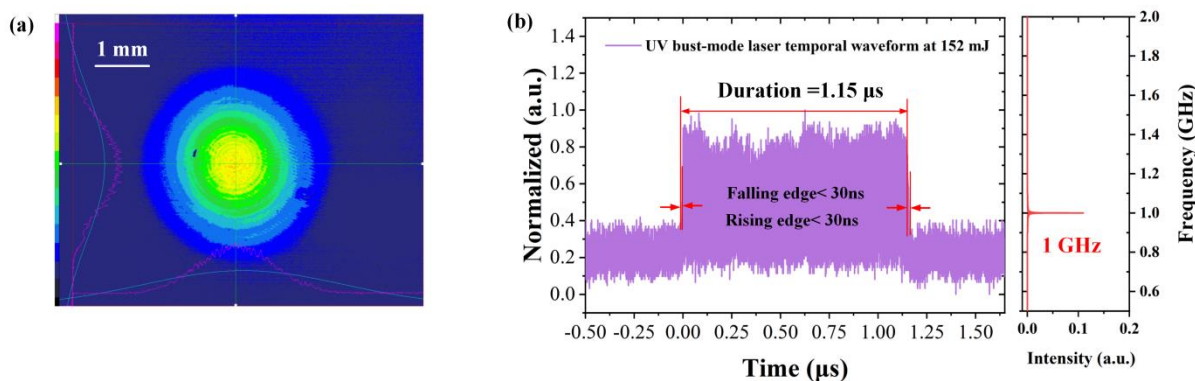 (a)
1 mm
(b)
UV bust-mode laser temporal waveform at 152 mJ
Duration =1.15 μs
Falling edge< 30ns
Rising edge< 30ns
Normalized (a.u.)
1.4
1.2
1.0
0.8
0.6
0.4
0.2
0.0
-0.50 -0.25 0.00 0.25 0.50 0.75 1.00 1.25 1.50
Time (μs)
1 GHz
2.0
1.8
1.6
1.4
1.2
1.0
0.8
0.6
Frequency (GHz)
0.0 0.1 0.2
Intensity (a.u.)